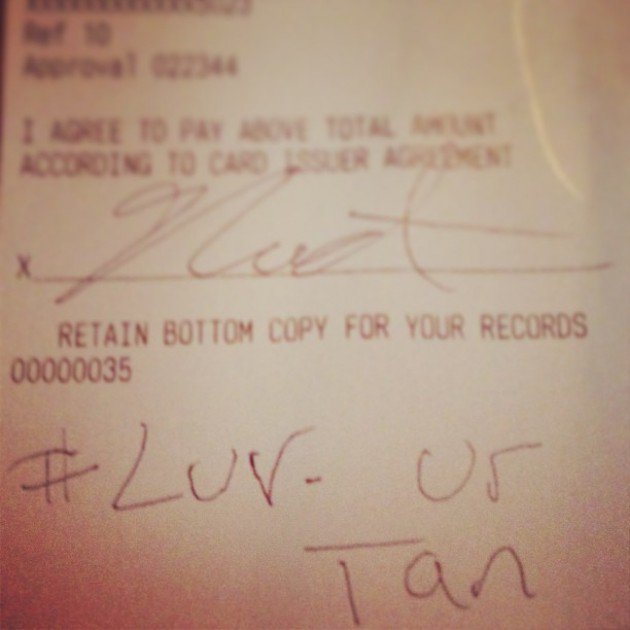 Ref 10
Approval 022344
I AGREE TO PAY ABOVE TOTAL AMOUNT
ACCORDING TO CARD ISSUER AGREEMENT
X
RETAIN BOTTOM COPY FOR YOUR RECORDS
00000035
#LUV. Ur
Tan